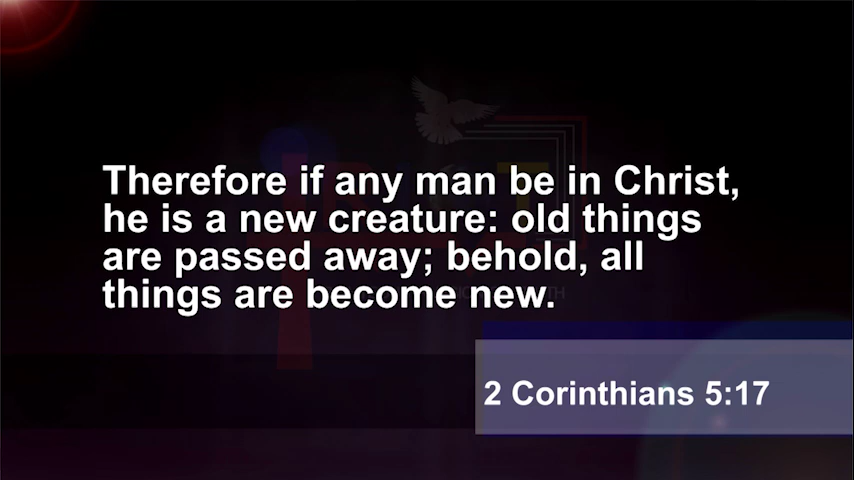 Therefore if any man be in Christ,
he is a new creature: old things
are passed away; behold, all
things are become new.
2 Corinthians 5:17